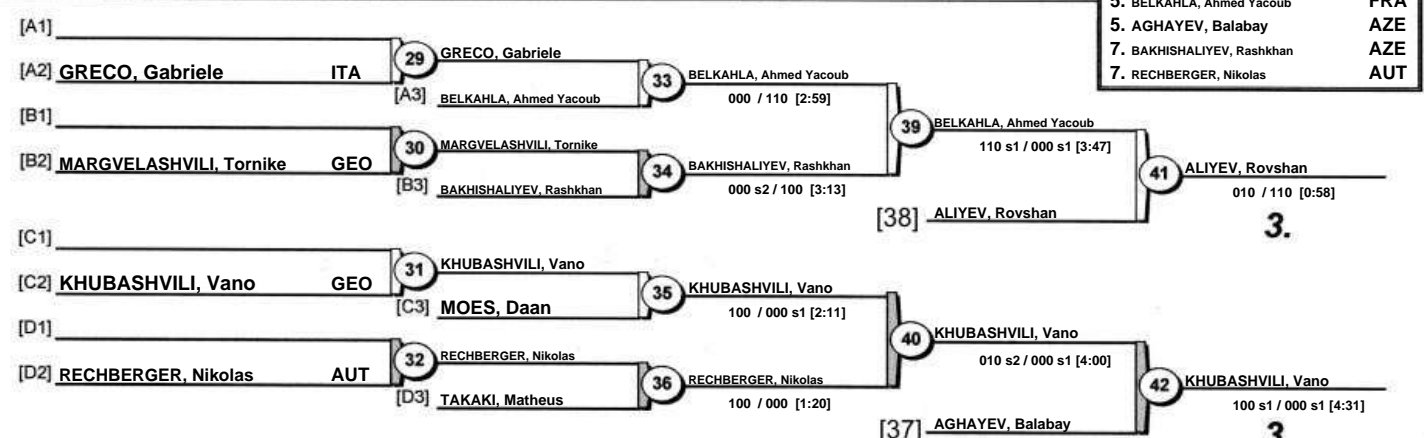 5. BELKAHLA, Ahmed Yacoub FRA
5. AGHAYEV, Balabay AZE
7. BAKHISHALIYEV, Rashkhan AZE
7. RECHBERGER, Nikolas AUT
[A1]
[A2] GRECO, Gabriele ITA
29
GRECO, Gabriele
[A3] BELKAHLA, Ahmed Yacoub
33
BELKAHLA, Ahmed Yacoub
000 / 110 [2:59]
[B1]
[B2] MARGVELASHVILI, Tornike GEO
30
MARGVELASHVILI, Tornike
[B3] BAKHISHALIYEV, Rashkhan
34
BAKHISHALIYEV, Rashkhan
000 s2 / 100 [3:13]
39
BELKAHLA, Ahmed Yacoub
110 s1 / 000 s1 [3:47]
[38] ALIYEV, Rovshan
41
ALIYEV, Rovshan
010 / 110 [0:58]
3.
[C1]
[C2] KHUBASHVILI, Vano GEO
31
KHUBASHVILI, Vano
[C3] MOES, Daan
35
KHUBASHVILI, Vano
100 / 000 s1 [2:11]
[D1]
[D2] RECHBERGER, Nikolas AUT
32
RECHBERGER, Nikolas
[D3] TAKAKI, Matheus
36
RECHBERGER, Nikolas
100 / 000 [1:20]
40
KHUBASHVILI, Vano
010 s2 / 000 s1 [4:00]
[37] AGHAYEV, Balabay
42
KHUBASHVILI, Vano
100 s1 / 000 s1 [4:31]
3